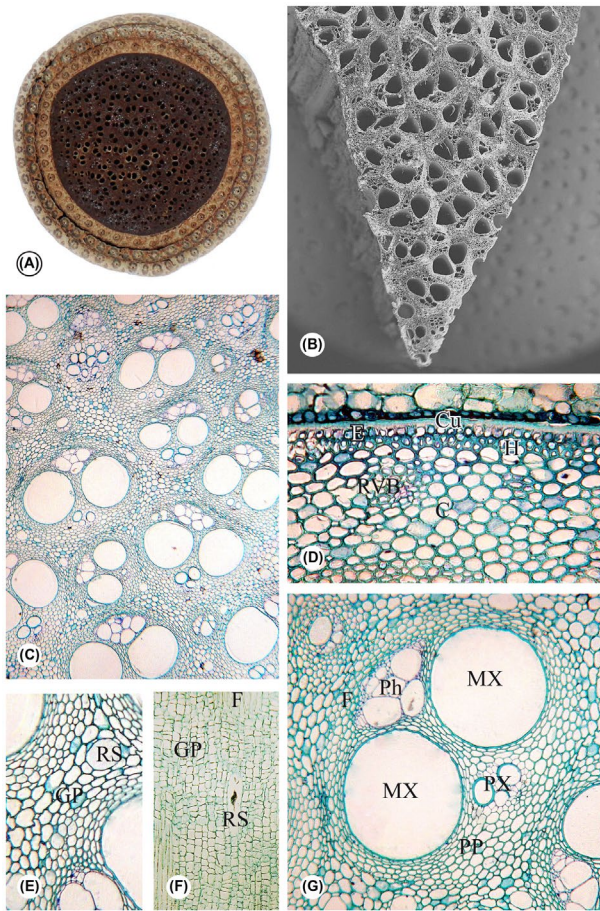 (A)
(B)
(C)
Cu
E
H
RVB
C
(D)
RS
GP
(E)
F
GP
RS
(F)
MX
Ph
F
MX
PX
PP
(G)